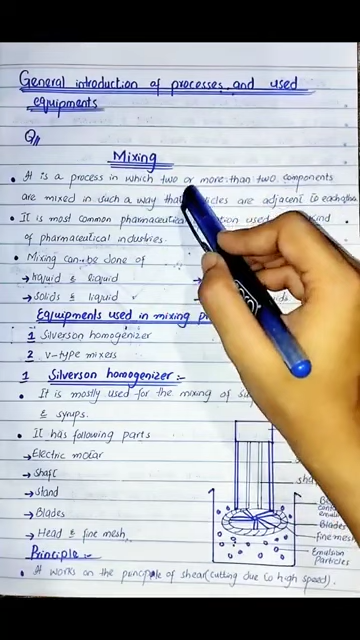 General introduction of processes and used
equipments
Q//
Mixing
• It is a process in which two or more than two components
are mixed in such a way that particles are adjacent to each other
• It is most common pharmaceutical used kind
of pharmaceutical industries.
• Mixing can be done of
→ liquid & liquid →
→ Solids & liquid
Equipments used in mixing
1 Silverson homogenizer
2 v-type mixers
1 Silverson homogenizer:-
• It is mostly used for the mixing of
& syrups.
• It has following parts
→ Electric motar
→ Shaft
→ Stand
→ Blades
→ Head & fine mesh
sha
Blades
fine mesh
Emulsion
Particles
Principle:-
• It works on the principle of shear (cutting due to high speed).